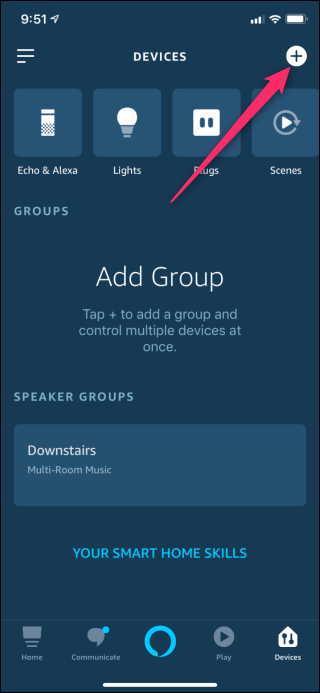 9:51
DEVICES
Echo & Alexa
Lights
Plugs
Scenes
GROUPS
Add Group
Tap + to add a group and
control multiple devices at
once.
SPEAKER GROUPS
Downstairs
Multi-Room Music
YOUR SMART HOME SKILLS
Home
Communicate
Play
Devices